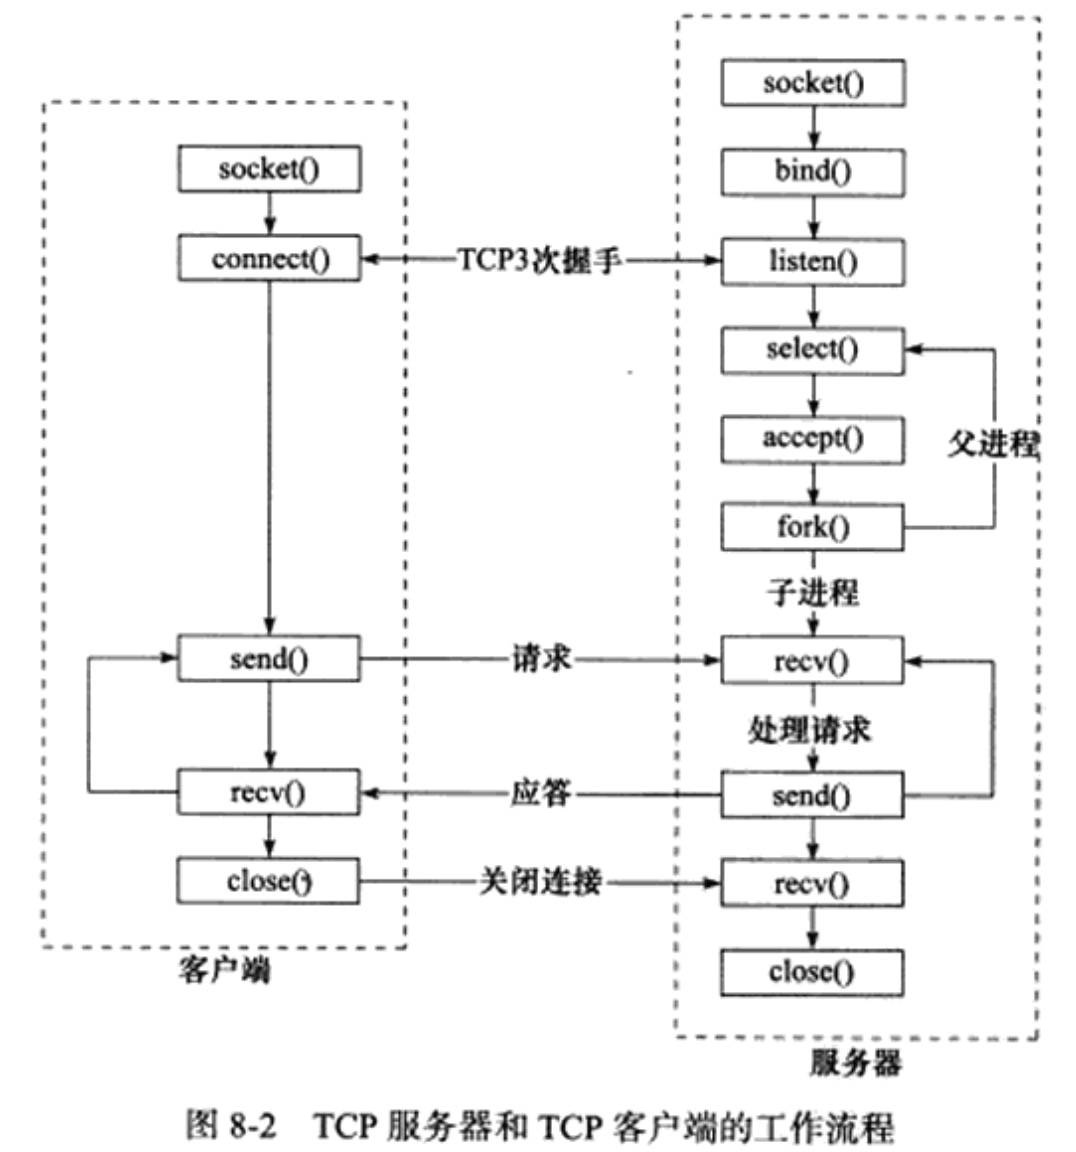 socket()
connect()
send()
recv()
close()
客户端
TCP3次握手
请求
应答
关闭连接
socket()
bind()
listen()
select()
accept()
fork()
父进程
子进程
recv()
处理请求
send()
recv()
close()
服务器
图 8-2 TCP 服务器和 TCP 客户端的工作流程